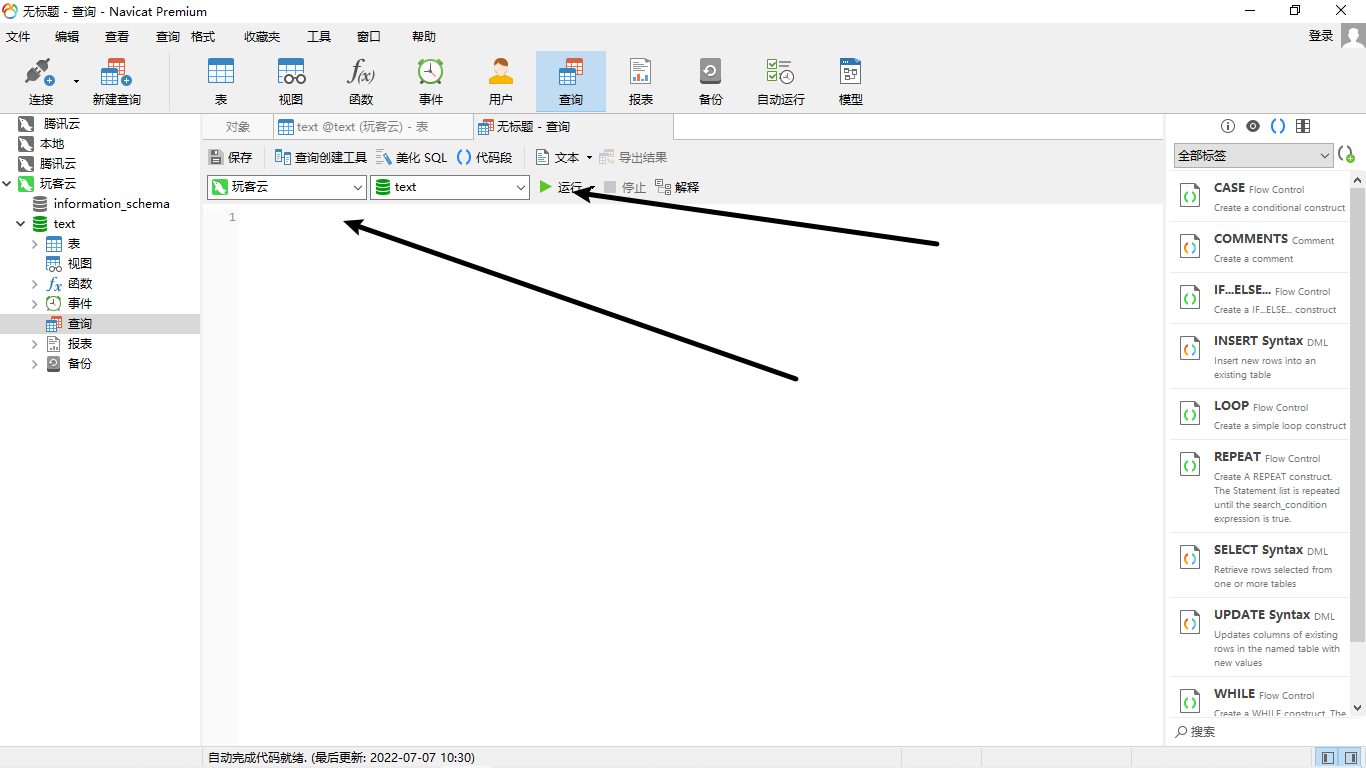 无标题 - 查询 - Navicat Premium
文件 编辑 查看 查询 格式 收藏夹 工具 窗口 帮助 登录
连接 新建查询 表 视图 函数 事件 用户 查询 报表 备份 自动运行 模型
腾讯云
本地
腾讯云
玩客云
information_schema
text
表
视图
函数
事件
查询
报表
备份
对象 text @text (玩客云) - 表 无标题 - 查询
保存 查询创建工具 美化 SQL 代码段 文本 导出结果
玩客云 text 运行 停止 解释
1
全部标签
CASE Flow Control
Create a conditional construct
COMMENTS Comment
Create a comment
IF...ELSE... Flow Control
Create a IF...ELSE... construct
INSERT Syntax DML
Insert new rows into an
existing table
LOOP Flow Control
Create a simple loop construct
REPEAT Flow Control
Create A REPEAT construct.
The Statement list is repeated
until the search_condition
expression is true.
SELECT Syntax DML
Retrieve rows selected from
one or more tables
UPDATE Syntax DML
Updates columns of existing
rows in the named table with
new values
WHILE Flow Control
Create a WHILE construct. The
搜索
自动完成代码就绪. (最后更新: 2022-07-07 10:30)